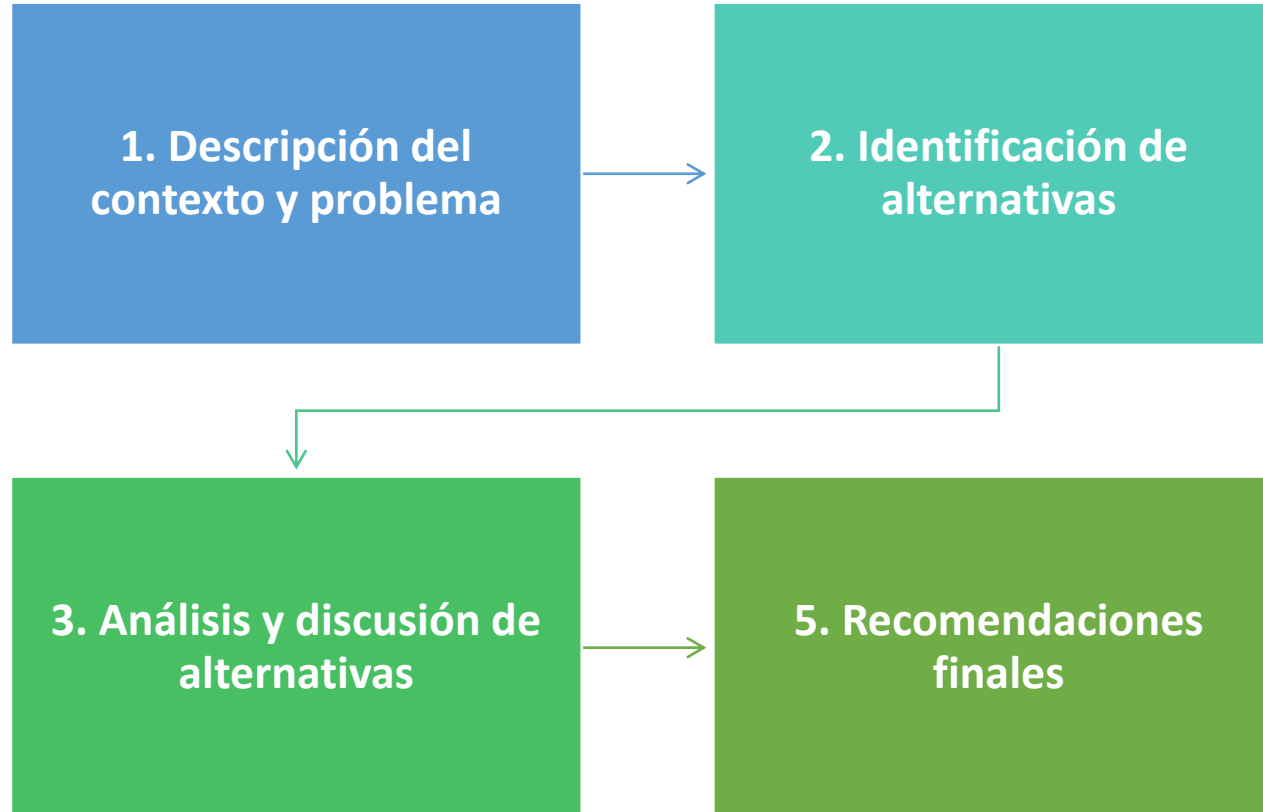 1. Descripción del
contexto y problema
2. Identificación de
alternativas
3. Análisis y discusión de
alternativas
5. Recomendaciones
finales